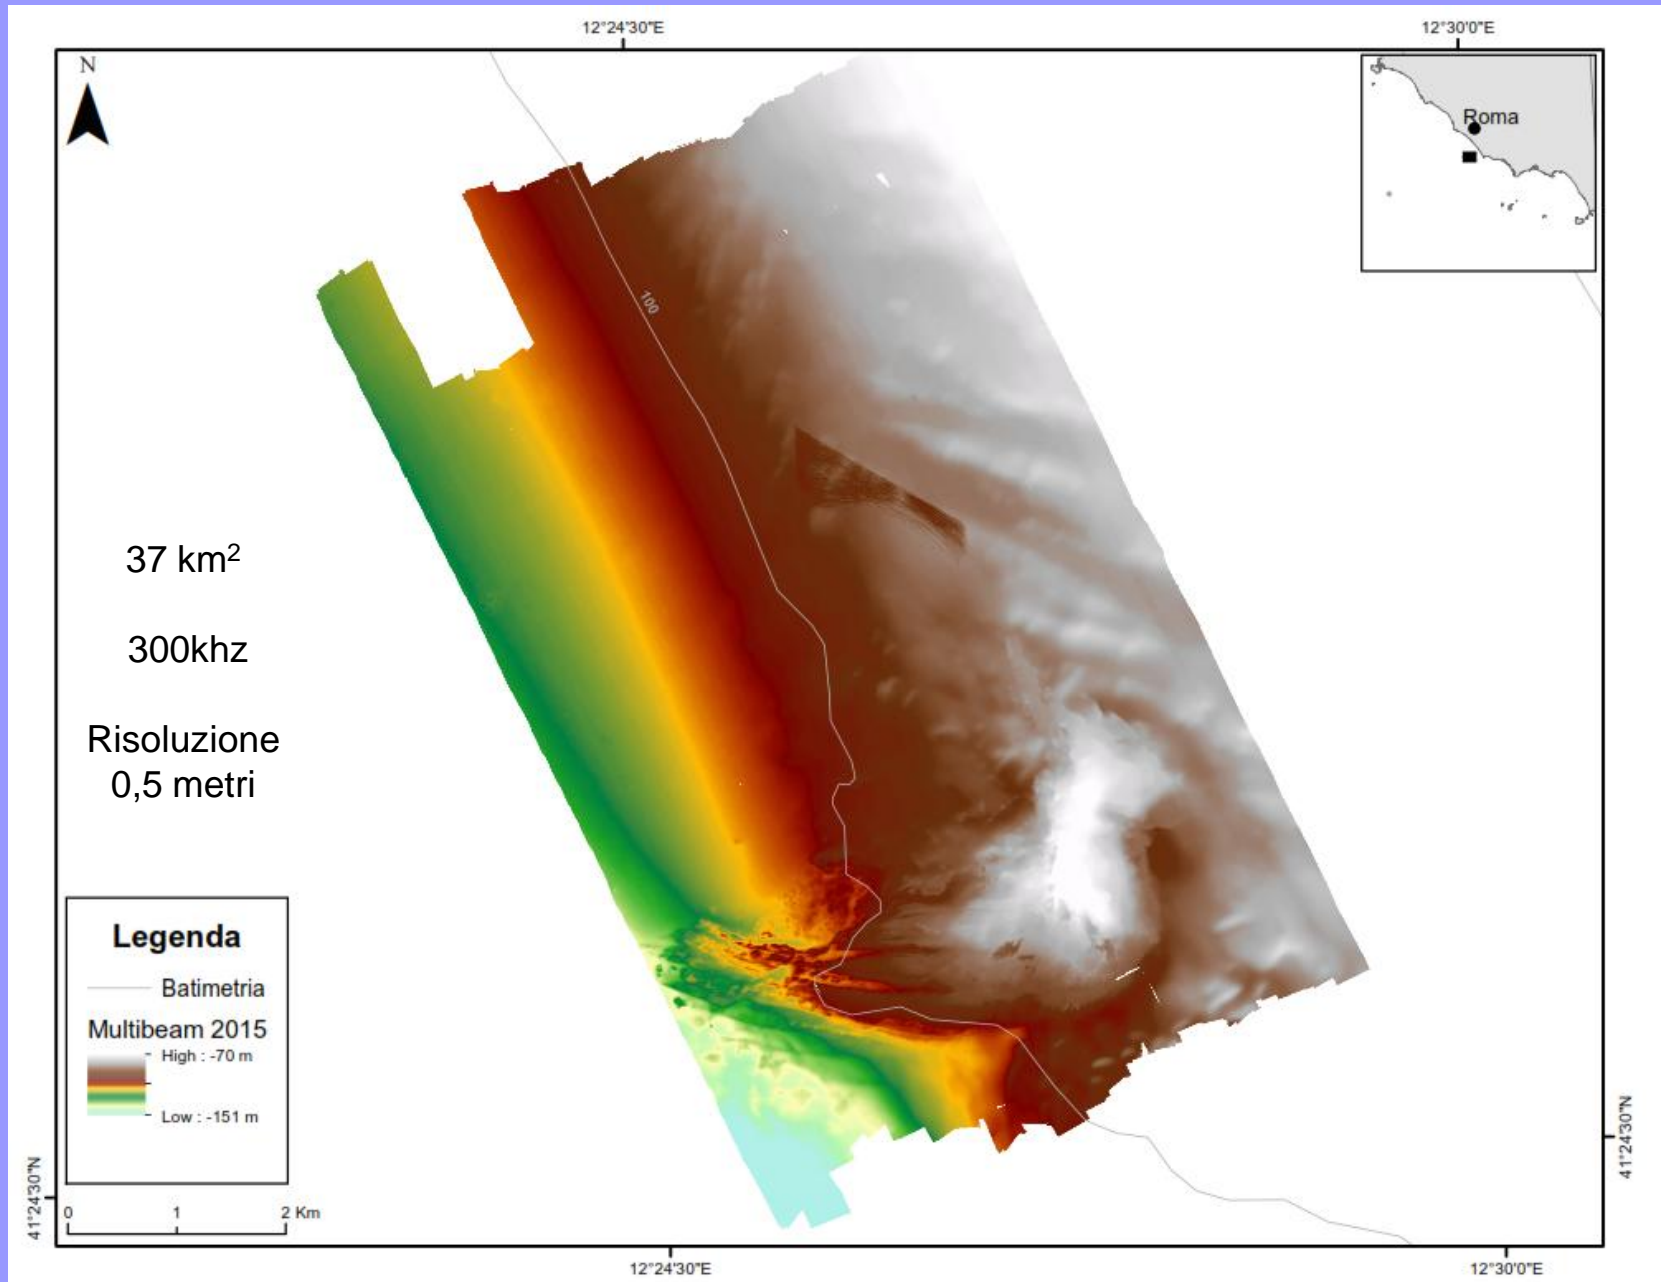 12°24'30"E
12°30'0"E
N
Roma
100
37 km²
300khz
Risoluzione
0,5 metri
Legenda
Batimetria
Multibeam 2015
High : -70 m
Low : -151 m
0 1 2 Km
41°24'30"N
41°24'30"N
12°24'30"E
12°30'0"E